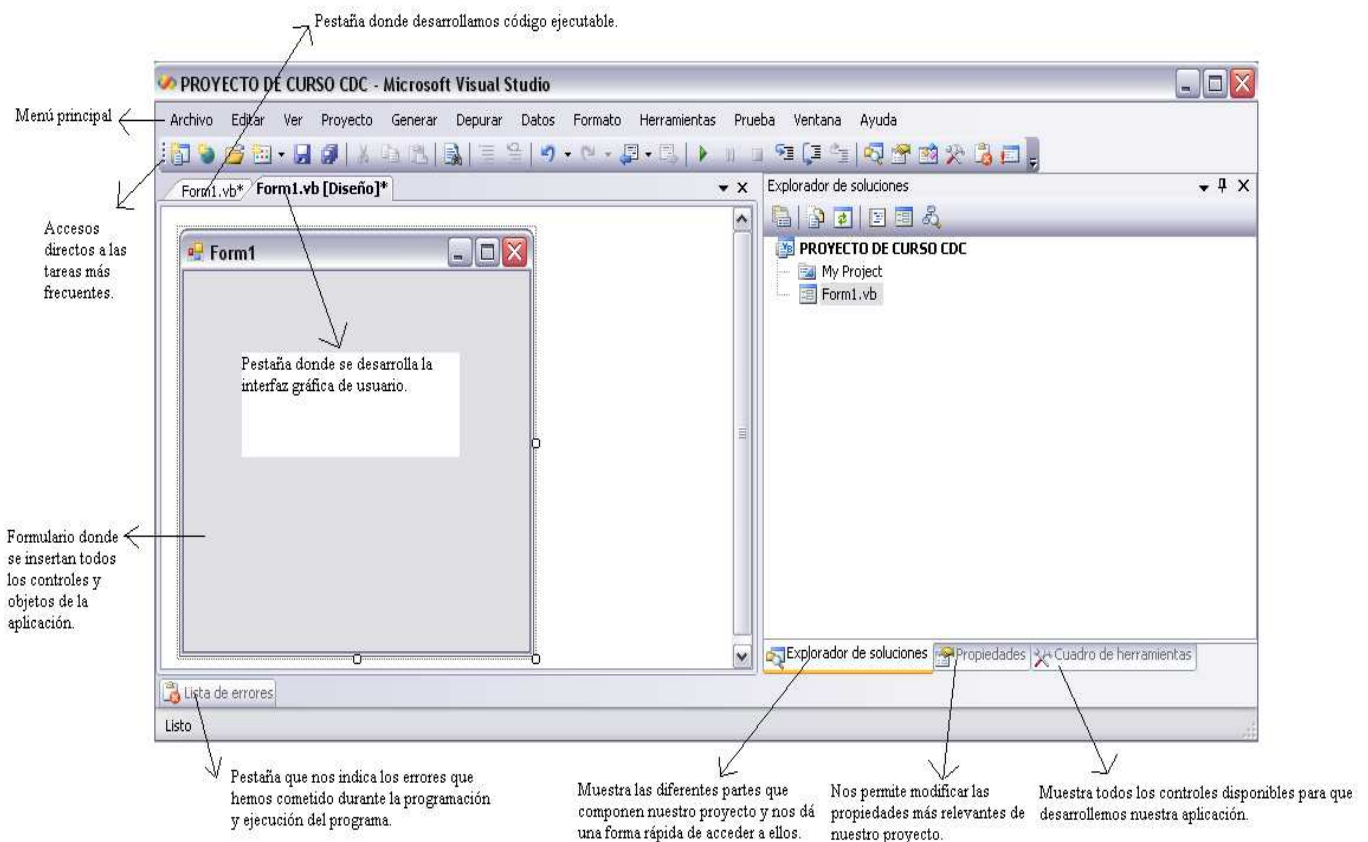 Pestaña donde desarrollamos código ejecutable.
PROYECTO DE CURSO CDC - Microsoft Visual Studio
Menú principal
Archivo Editar Ver Proyecto Generar Depurar Datos Formato Herramientas Prueba Ventana Ayuda
Form1.vb* Form1.vb [Diseño]*
Explorador de soluciones
Accesos
directos a las
tareas más
frecuentes.
Form1
PROYECTO DE CURSO CDC
My Project
Form1.vb
Pestaña donde se desarrolla la
interfaz gráfica de usuario.
Formulario donde
se insertan todos
los controles y
objetos de la
aplicación.
Explorador de soluciones Propiedades Cuadro de herramientas
Lista de errores
Listo
Pestaña que nos indica los errores que
hemos cometido durante la programación
y ejecución del programa.
Muestra las diferentes partes que
componen nuestro proyecto y nos dá
una forma rápida de acceder a ellos.
Nos permite modificar las
propiedades más relevantes de
nuestro proyecto.
Muestra todos los controles disponibles para que
desarrollemos nuestra aplicación.